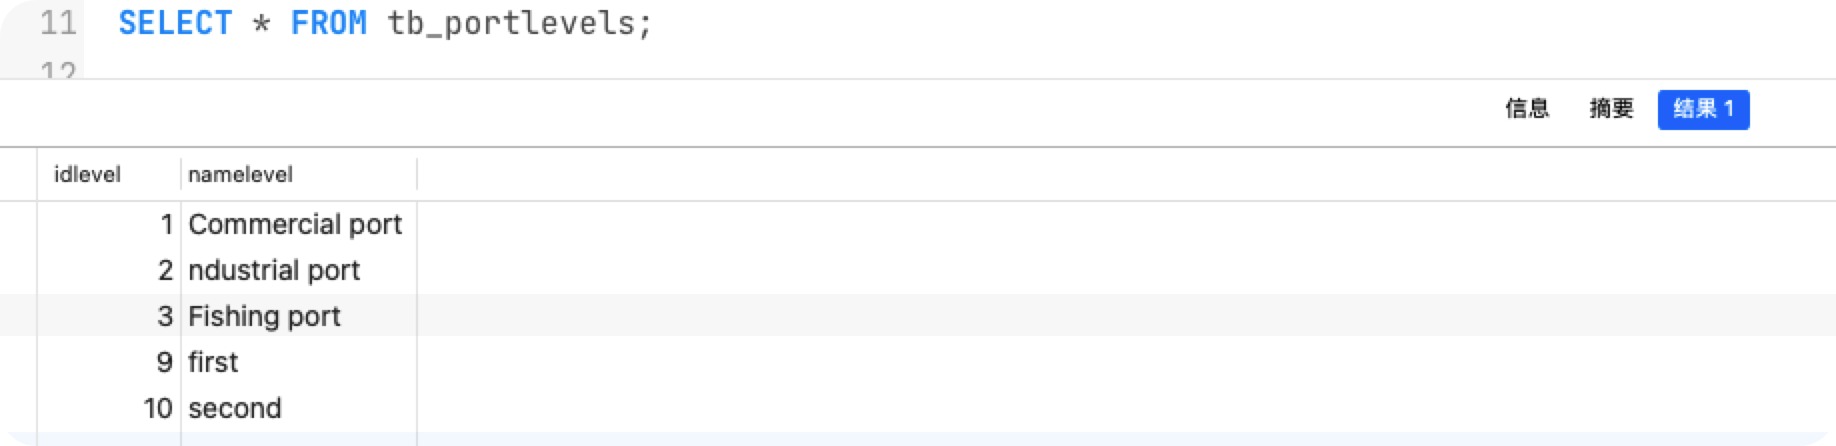 11 SELECT * FROM tb_portlevels;
12
信息 摘要 结果 1
idlevel namelevel
1 Commercial port
2 ndustrial port
3 Fishing port
9 first
10 second